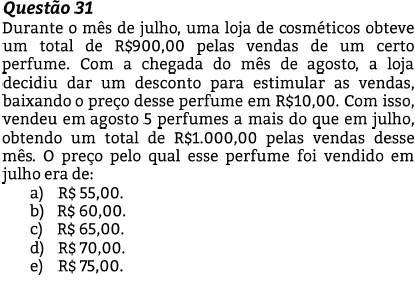 Questão 31
Durante o mês de julho, uma loja de cosméticos obteve
um total de R$900,00 pelas vendas de um certo
perfume. Com a chegada do mês de agosto, a loja
decidiu dar um desconto para estimular as vendas,
baixando o preço desse perfume em R$10,00. Com isso,
vendeu em agosto 5 perfumes a mais do que em julho,
obtendo um total de R$1.000,00 pelas vendas desse
mês. O preço pelo qual esse perfume foi vendido em
julho era de:
a) R$ 55,00.
b) R$ 60,00.
c) R$ 65,00.
d) R$ 70,00.
e) R$ 75,00.